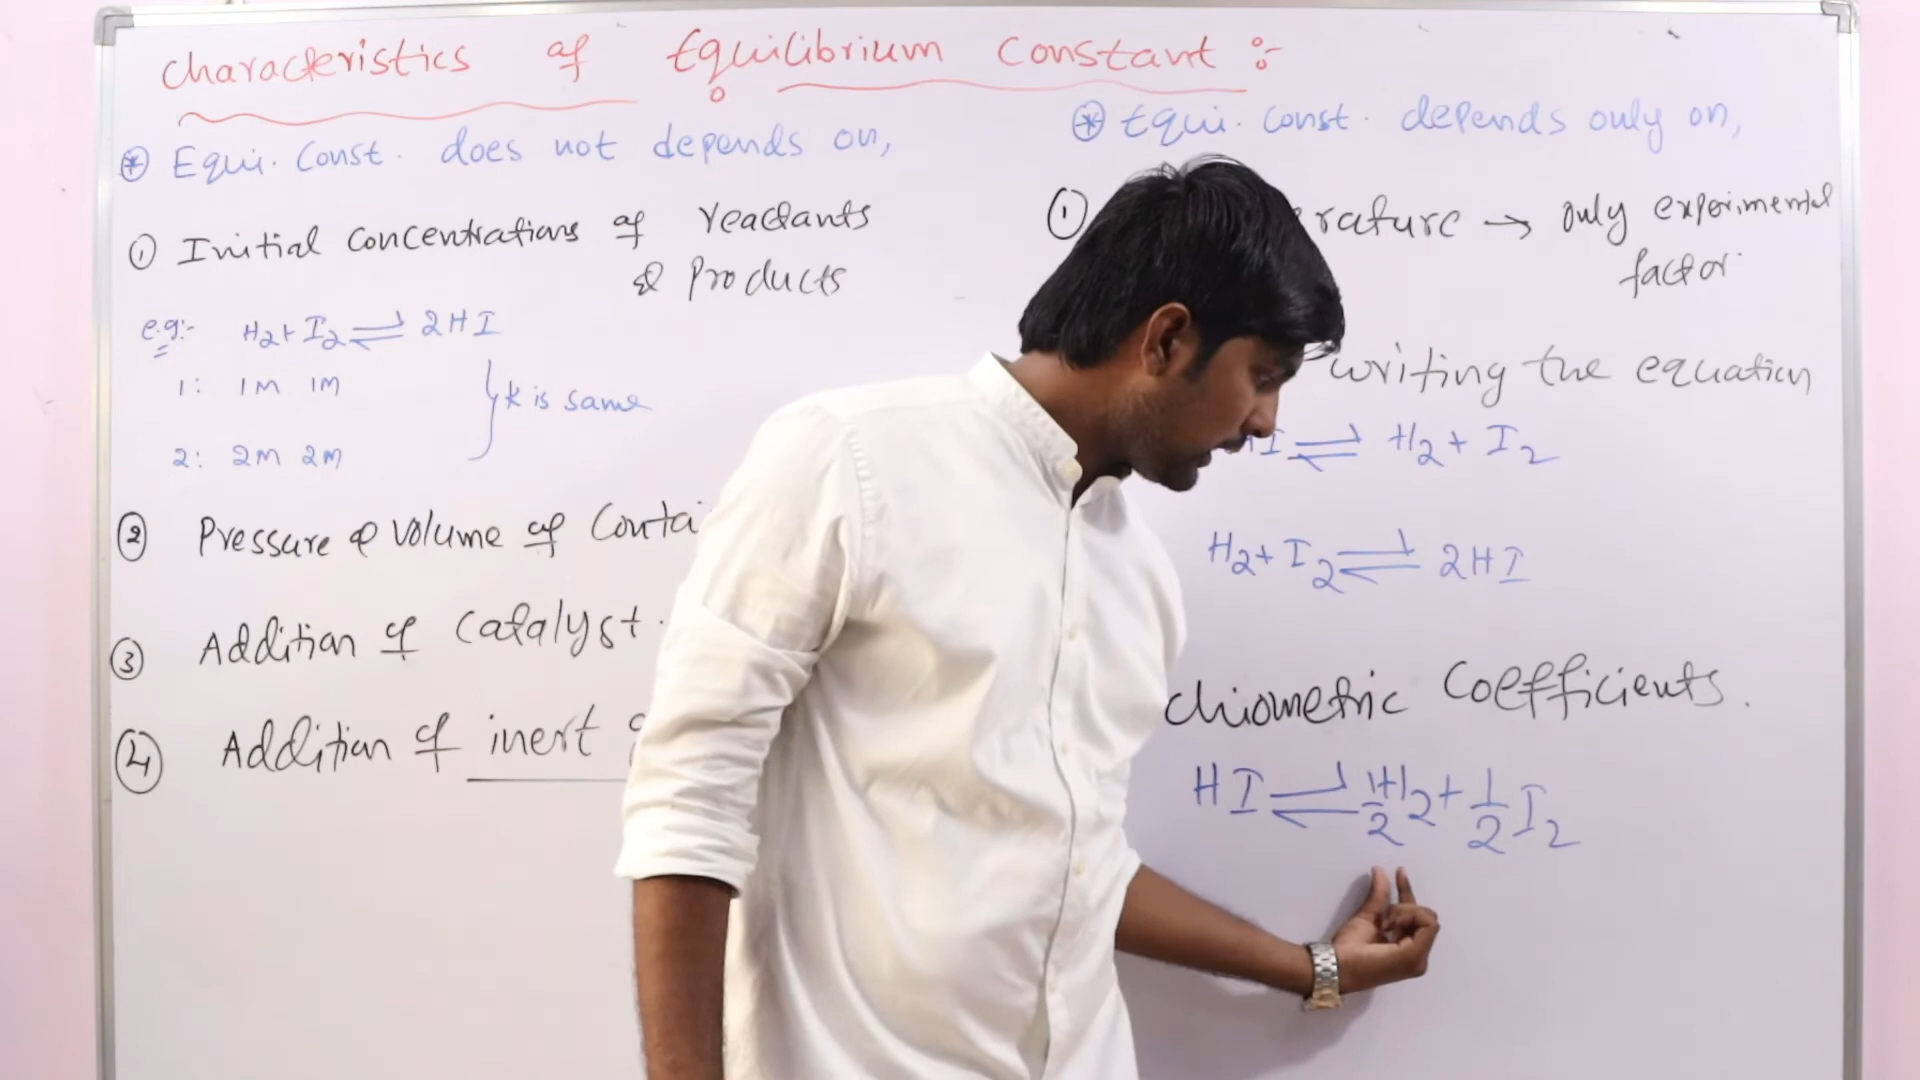 Characteristics of Equilibrium Constant :-
* Equi. Const. does not depends on,
① Initial Concentrations of reactants
& Products
e.g:- H2 + I2 ⇌ 2HI
1: 1M 1M
2: 2M 2M
} K is same
② Pressure & volume of
③ Addition of Catalyst.
④ Addition of inert
* Equi. Const. depends only on,
① → only experimental
factor
writing the equation
I ⇌ H2 + I2
H2 + I2 ⇌ 2HI
Coefficients.
HI ⇌ 1/2 H2 + 1/2 I2